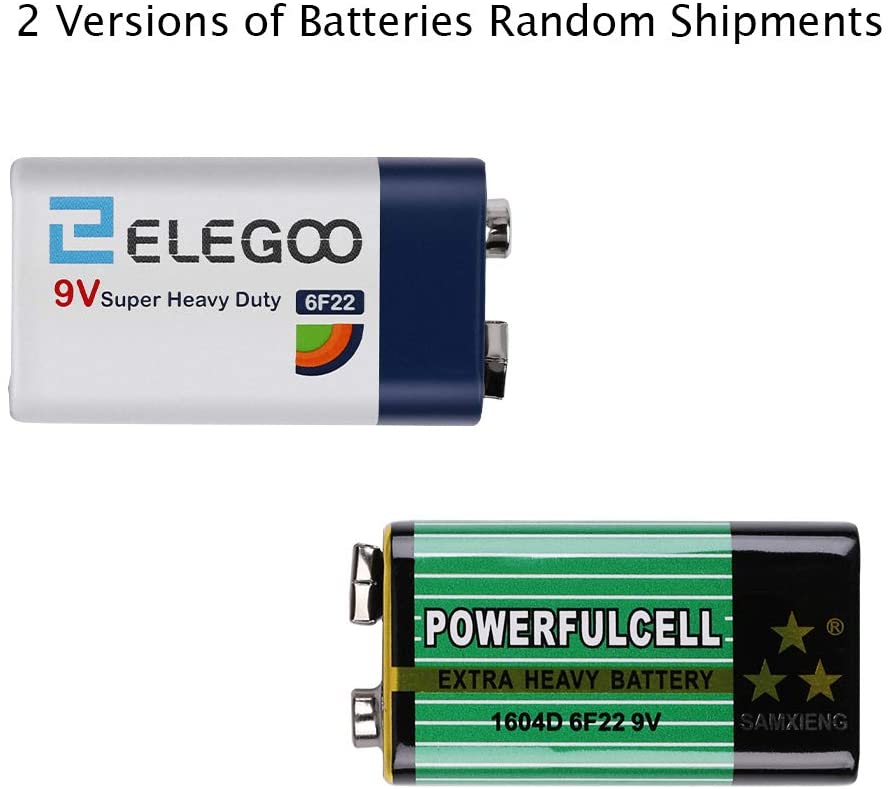 2 Versions of Batteries Random Shipments
ELEGOO
9V Super Heavy Duty 6F22
POWERFULCELL
EXTRA HEAVY BATTERY
1604D 6F22 9V
®
SAMXIENG